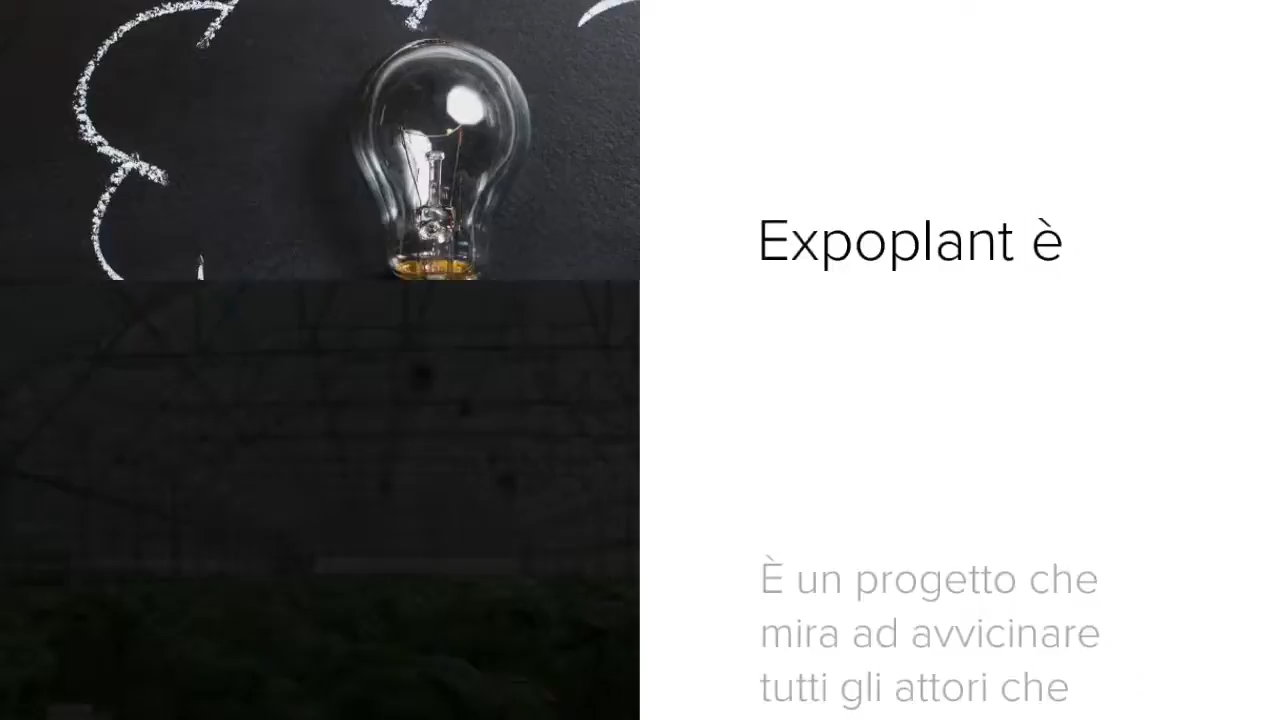 Expoplant è
È un progetto che
mira ad avvicinare
tutti gli attori che